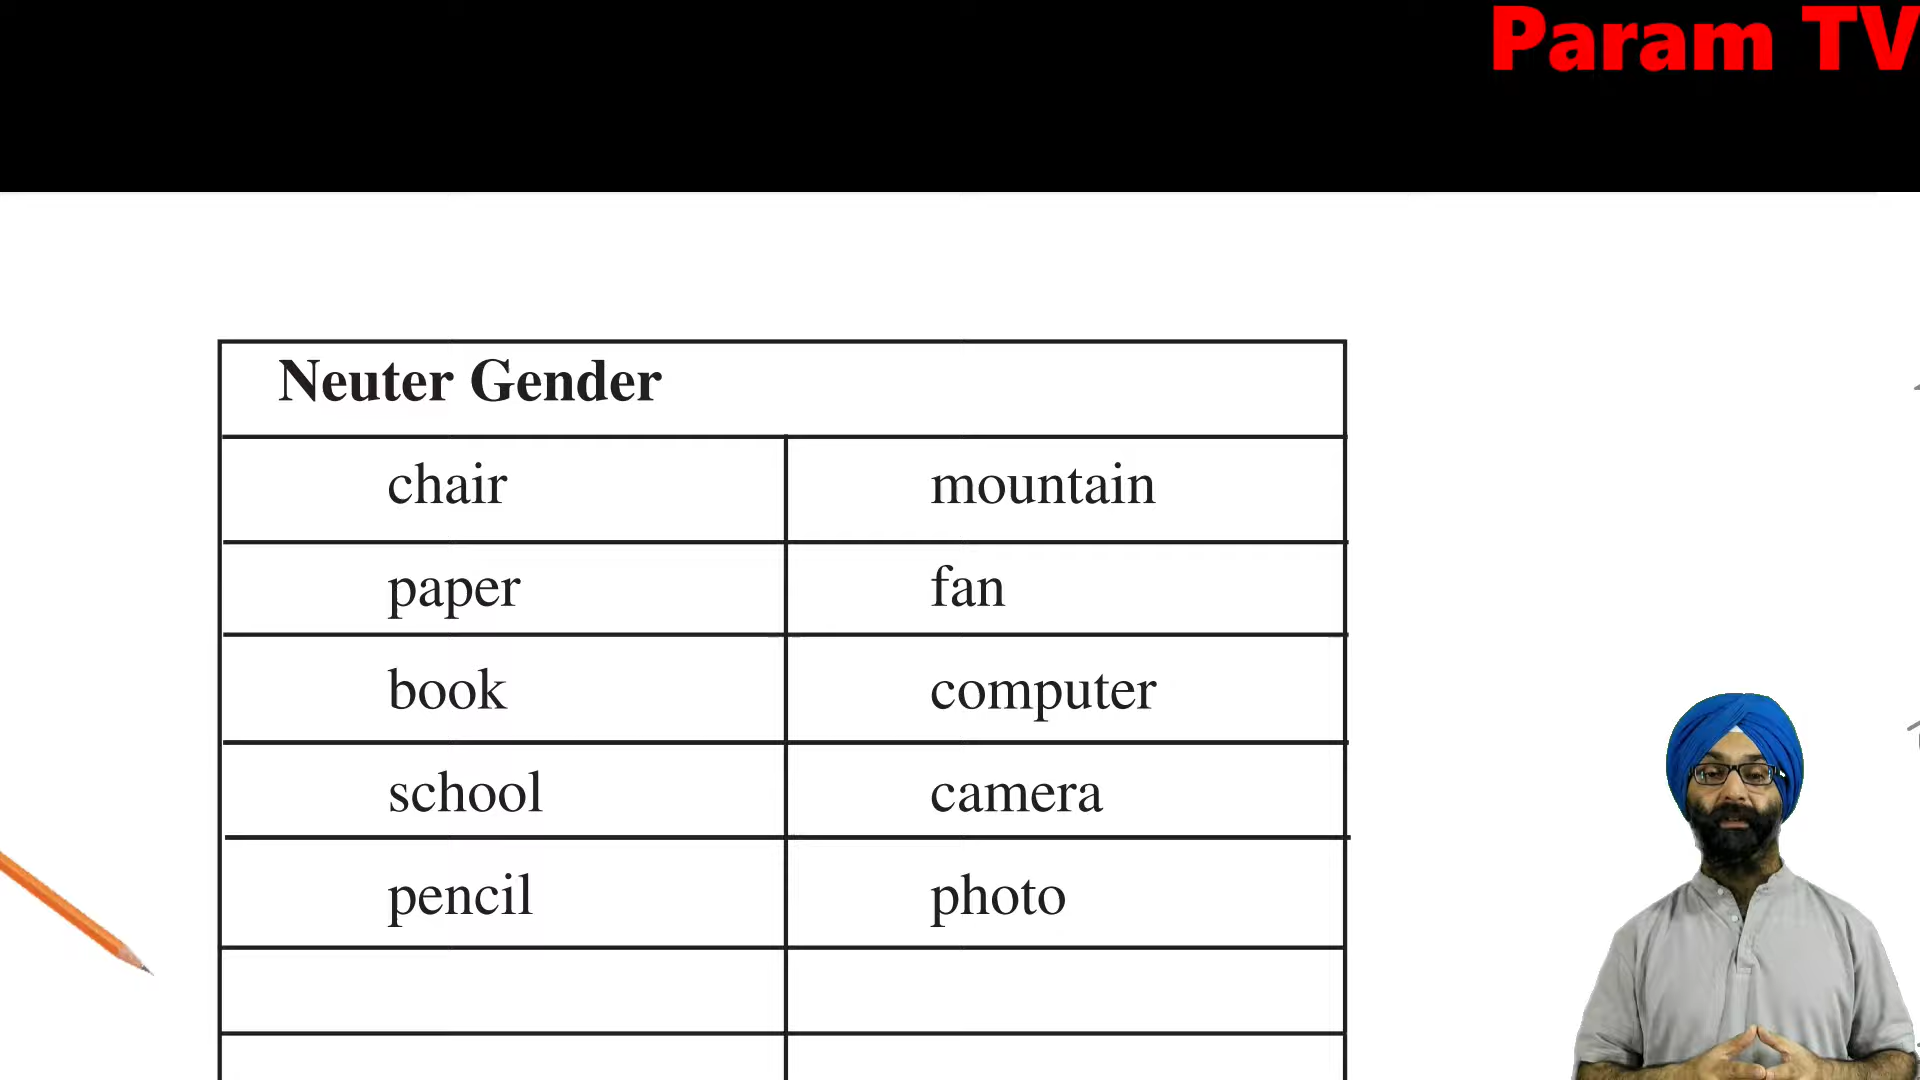 Param TV
Neuter Gender
chair mountain
paper fan
book computer
school camera
pencil photo